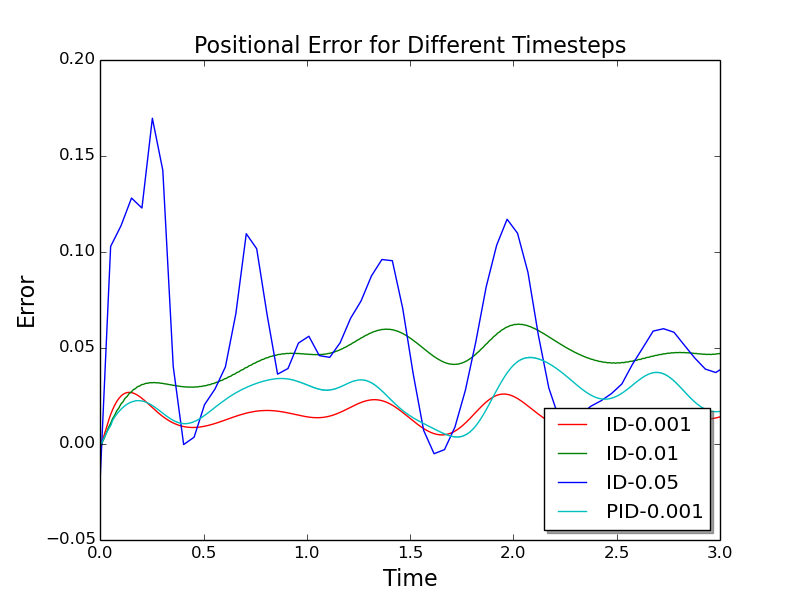 Positional Error for Different Timesteps
0.20
0.15
0.10
0.05
0.00
−0.05
Error
0.0 0.5 1.0 1.5 2.0 2.5 3.0
Time
ID-0.001
ID-0.01
ID-0.05
PID-0.001